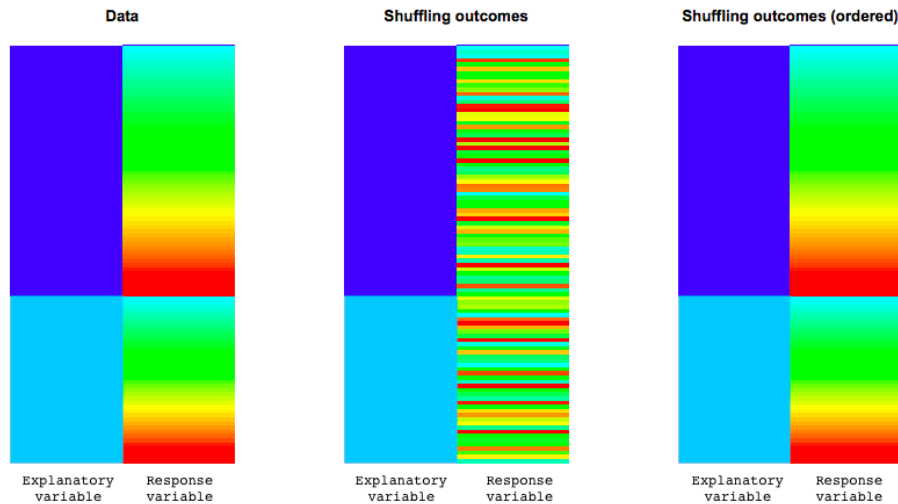 Data
Shuffling outcomes
Shuffling outcomes (ordered)
Explanatory variable
Response variable
Explanatory variable
Response variable
Explanatory variable
Response variable